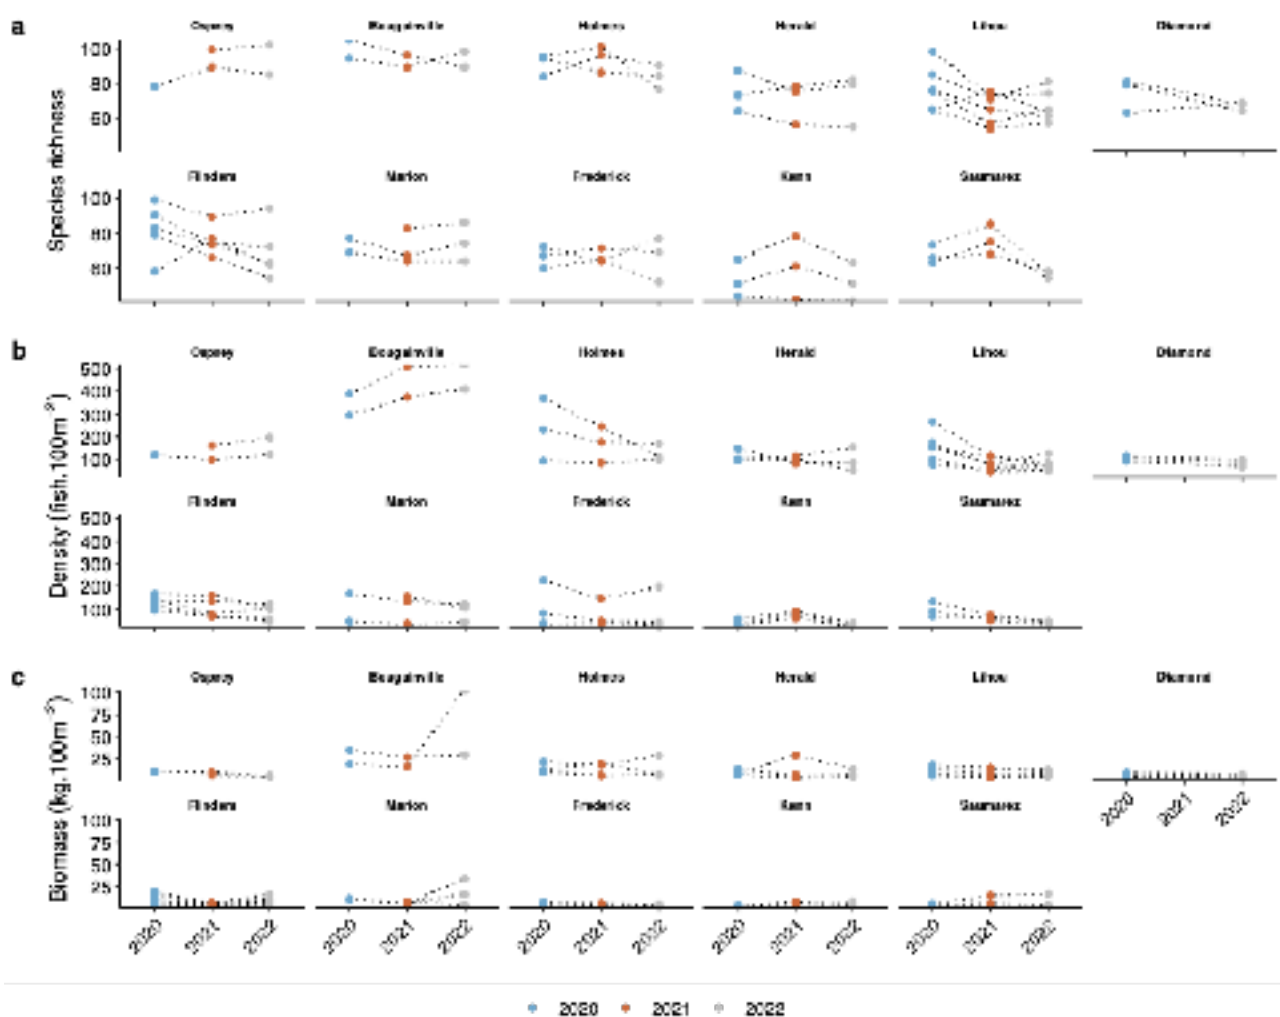 a
Osprey Bougainville Holmes Herald Lihou Diamond
Species richness
100
80
60
Flinders Marion Frederick Kenn Saumarez
100
80
60
b
Osprey Bougainville Holmes Herald Lihou Diamond
Density (fish.100m⁻²)
500
400
300
200
100
Flinders Marion Frederick Kenn Saumarez
500
400
300
200
100
c
Osprey Bougainville Holmes Herald Lihou Diamond
Biomass (kg.100m⁻²)
100
75
50
25
2020 2021 2022
Flinders Marion Frederick Kenn Saumarez
100
75
50
25
2020 2021 2022 2020 2021 2022 2020 2021 2022 2020 2021 2022 2020 2021 2022
2020 2021 2022